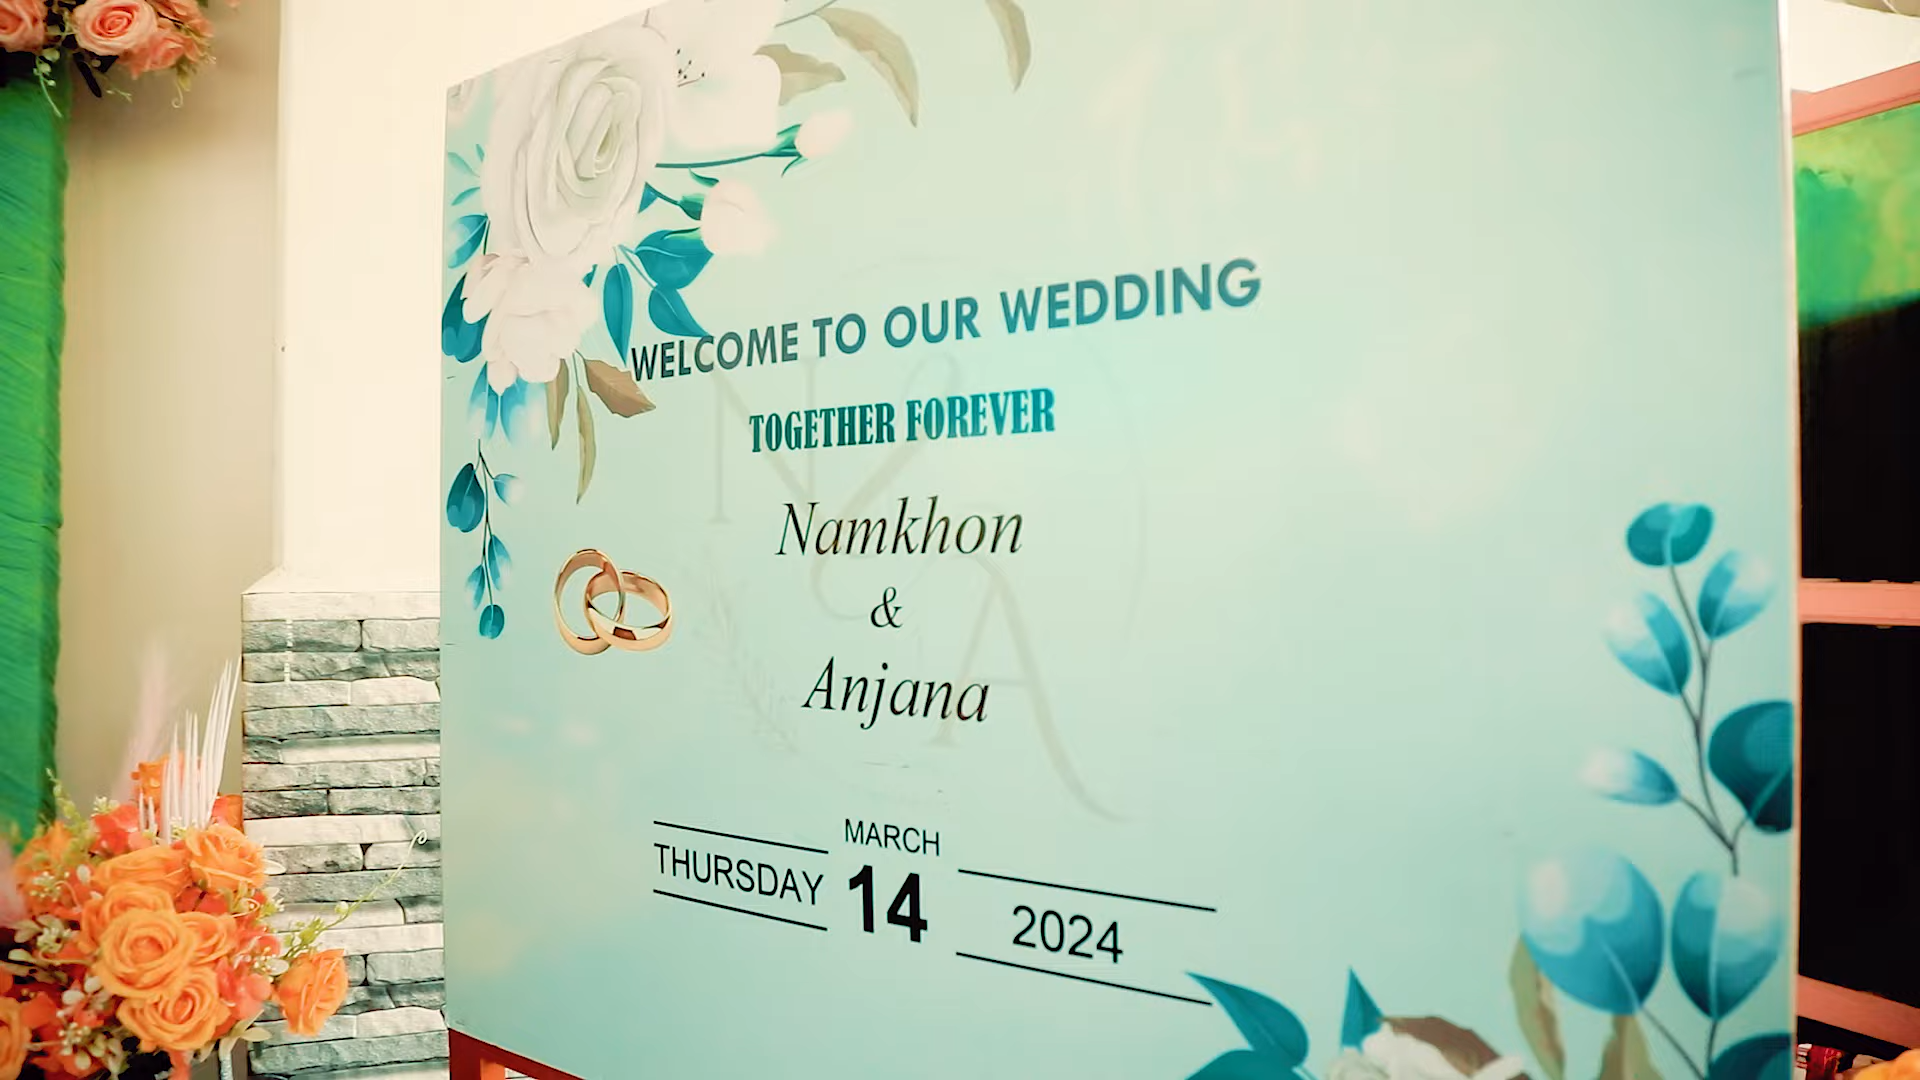 WELCOME TO OUR WEDDING
TOGETHER FOREVER
N & A
Namkhon
&
Anjana
THURSDAY
MARCH
14
2024